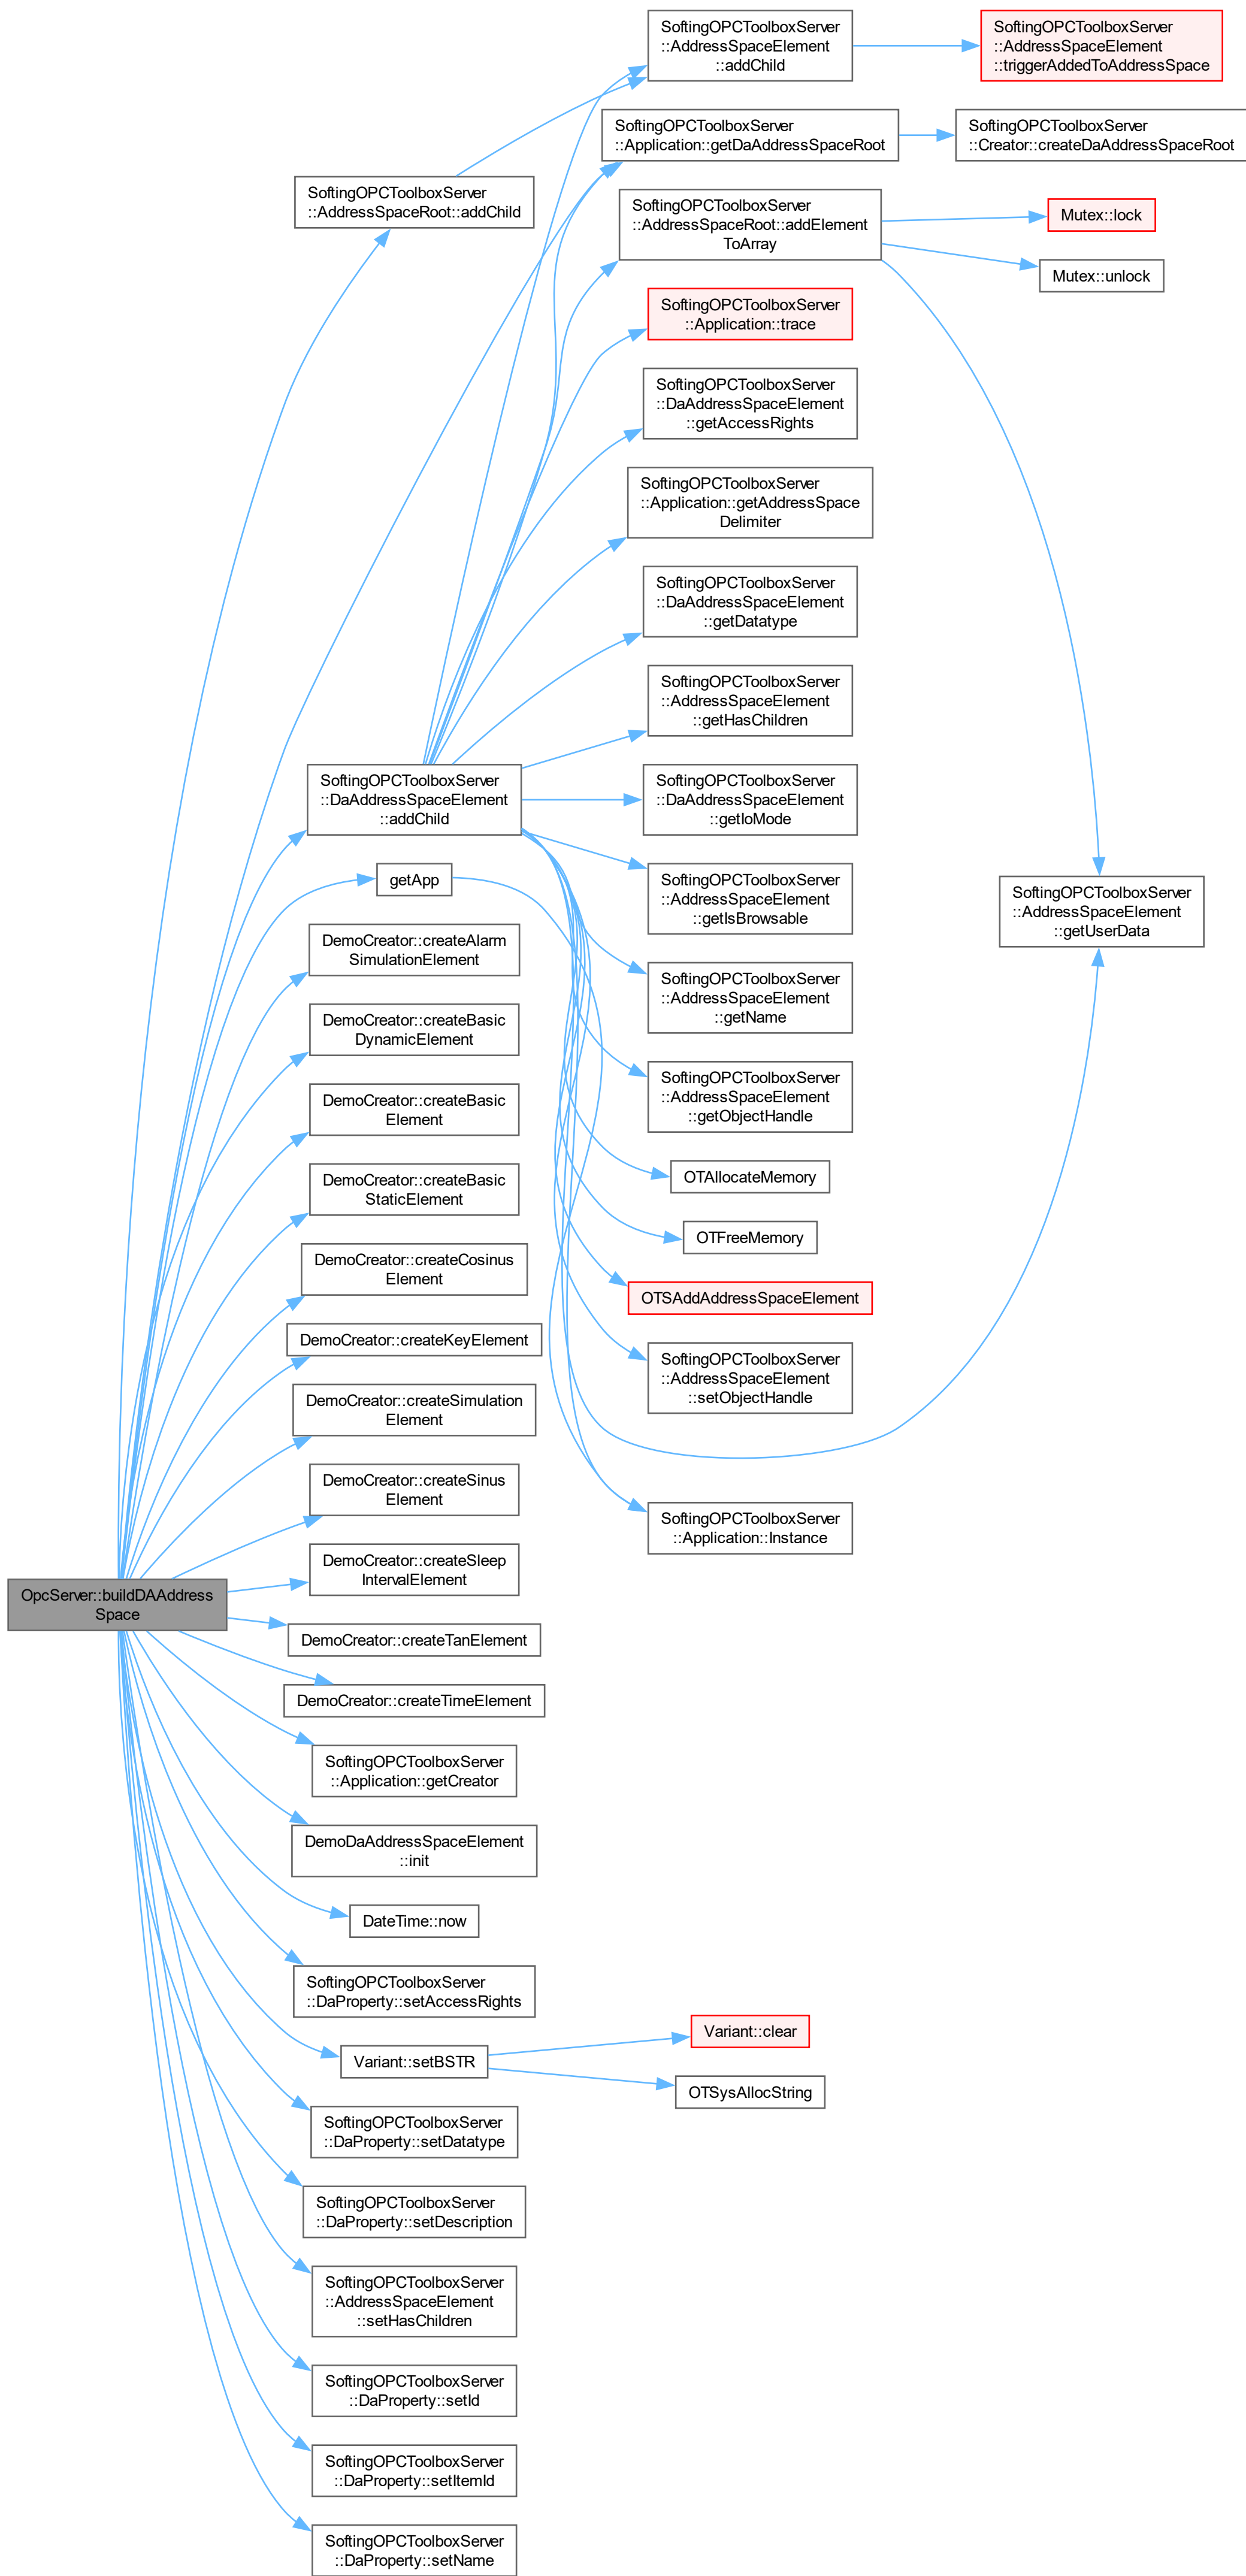 SoftingOPCToolboxServer
::AddressSpaceElement
::addChild
SoftingOPCToolboxServer
::AddressSpaceElement
::triggerAddedToAddressSpace
SoftingOPCToolboxServer
::Application::getDaAddressSpaceRoot
SoftingOPCToolboxServer
::Creator::createDaAddressSpaceRoot
SoftingOPCToolboxServer
::AddressSpaceRoot::addChild
SoftingOPCToolboxServer
::AddressSpaceRoot::addElement
ToArray
Mutex::lock
Mutex::unlock
SoftingOPCToolboxServer
::Application::trace
SoftingOPCToolboxServer
::DaAddressSpaceElement
::getAccessRights
SoftingOPCToolboxServer
::Application::getAddressSpace
Delimiter
SoftingOPCToolboxServer
::DaAddressSpaceElement
::getDatatype
SoftingOPCToolboxServer
::AddressSpaceElement
::getHasChildren
SoftingOPCToolboxServer
::DaAddressSpaceElement
::addChild
SoftingOPCToolboxServer
::DaAddressSpaceElement
::getIoMode
getApp
SoftingOPCToolboxServer
::AddressSpaceElement
::getIsBrowsable
SoftingOPCToolboxServer
::AddressSpaceElement
::getUserData
DemoCreator::createAlarm
SimulationElement
SoftingOPCToolboxServer
::AddressSpaceElement
::getName
DemoCreator::createBasic
DynamicElement
SoftingOPCToolboxServer
::AddressSpaceElement
::getObjectHandle
DemoCreator::createBasic
Element
OTAllocateMemory
DemoCreator::createBasic
StaticElement
OTFreeMemory
DemoCreator::createCosinus
Element
OTSAddAddressSpaceElement
DemoCreator::createKeyElement
SoftingOPCToolboxServer
::AddressSpaceElement
::setObjectHandle
DemoCreator::createSimulation
Element
DemoCreator::createSinus
Element
SoftingOPCToolboxServer
::Application::Instance
DemoCreator::createSleep
IntervalElement
OpcServer::buildDAAddress
Space
DemoCreator::createTanElement
DemoCreator::createTimeElement
SoftingOPCToolboxServer
::Application::getCreator
DemoDaAddressSpaceElement
::init
DateTime::now
SoftingOPCToolboxServer
::DaProperty::setAccessRights
Variant::setBSTR
Variant::clear
OTSysAllocString
SoftingOPCToolboxServer
::DaProperty::setDatatype
SoftingOPCToolboxServer
::DaProperty::setDescription
SoftingOPCToolboxServer
::AddressSpaceElement
::setHasChildren
SoftingOPCToolboxServer
::DaProperty::setId
SoftingOPCToolboxServer
::DaProperty::setItemId
SoftingOPCToolboxServer
::DaProperty::setName